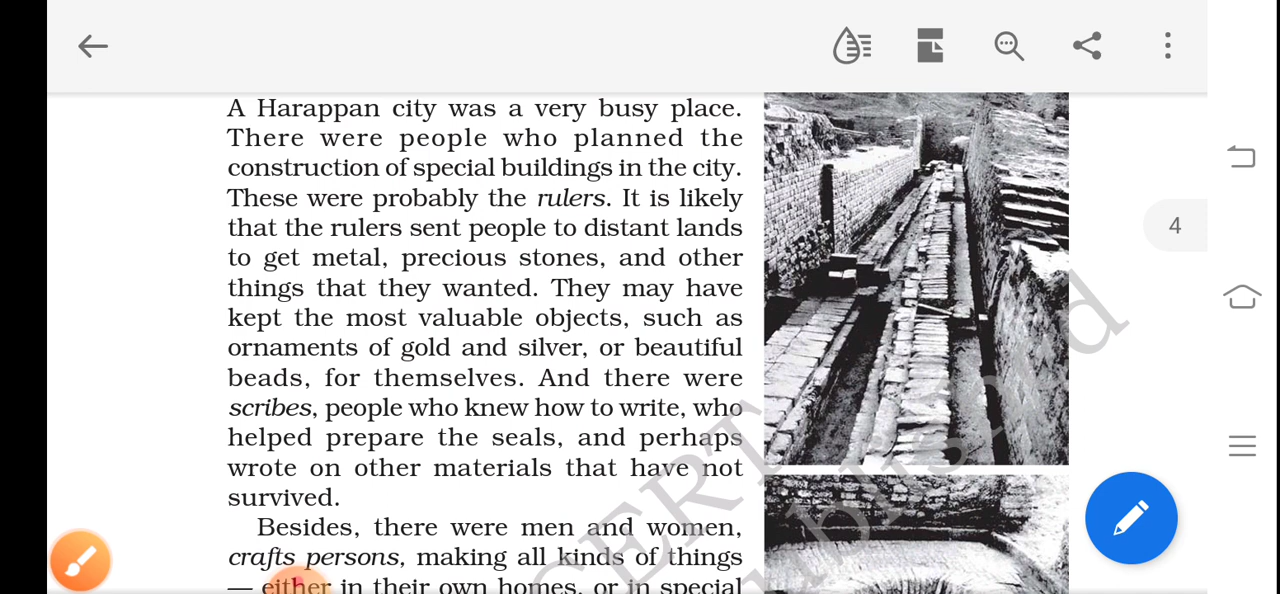 4
A Harappan city was a very busy place.
There were people who planned the
construction of special buildings in the city.
These were probably the rulers. It is likely
that the rulers sent people to distant lands
to get metal, precious stones, and other
things that they wanted. They may have
kept the most valuable objects, such as
ornaments of gold and silver, or beautiful
beads, for themselves. And there were
scribes, people who knew how to write, who
helped prepare the seals, and perhaps
wrote on other materials that have not
survived.
Besides, there were men and women,
crafts persons, making all kinds of things
— either in their own homes, or in special